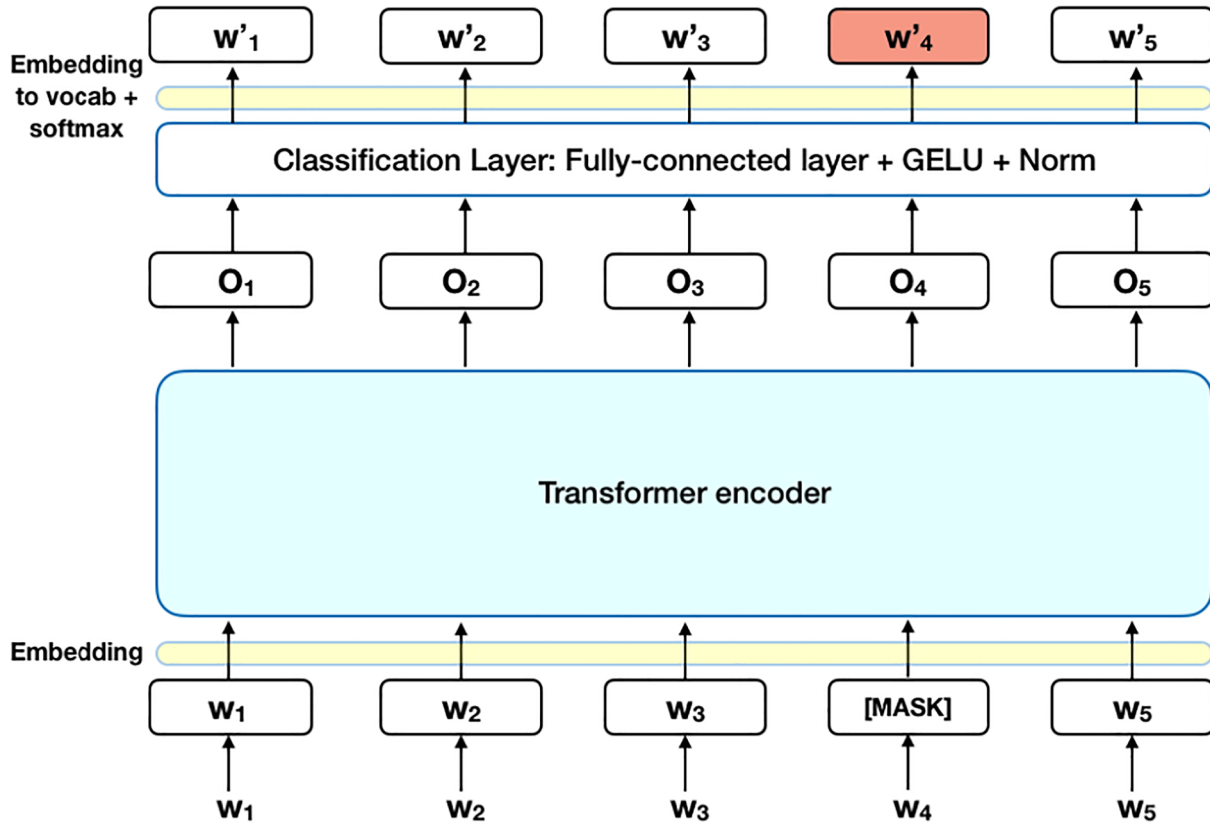 w'₁ w'₂ w'₃ w'₄ w'₅
Embedding
to vocab +
softmax
Classification Layer: Fully-connected layer + GELU + Norm
O₁ O₂ O₃ O₄ O₅
Transformer encoder
Embedding
w₁ w₂ w₃ [MASK] w₅
w₁ w₂ w₃ w₄ w₅